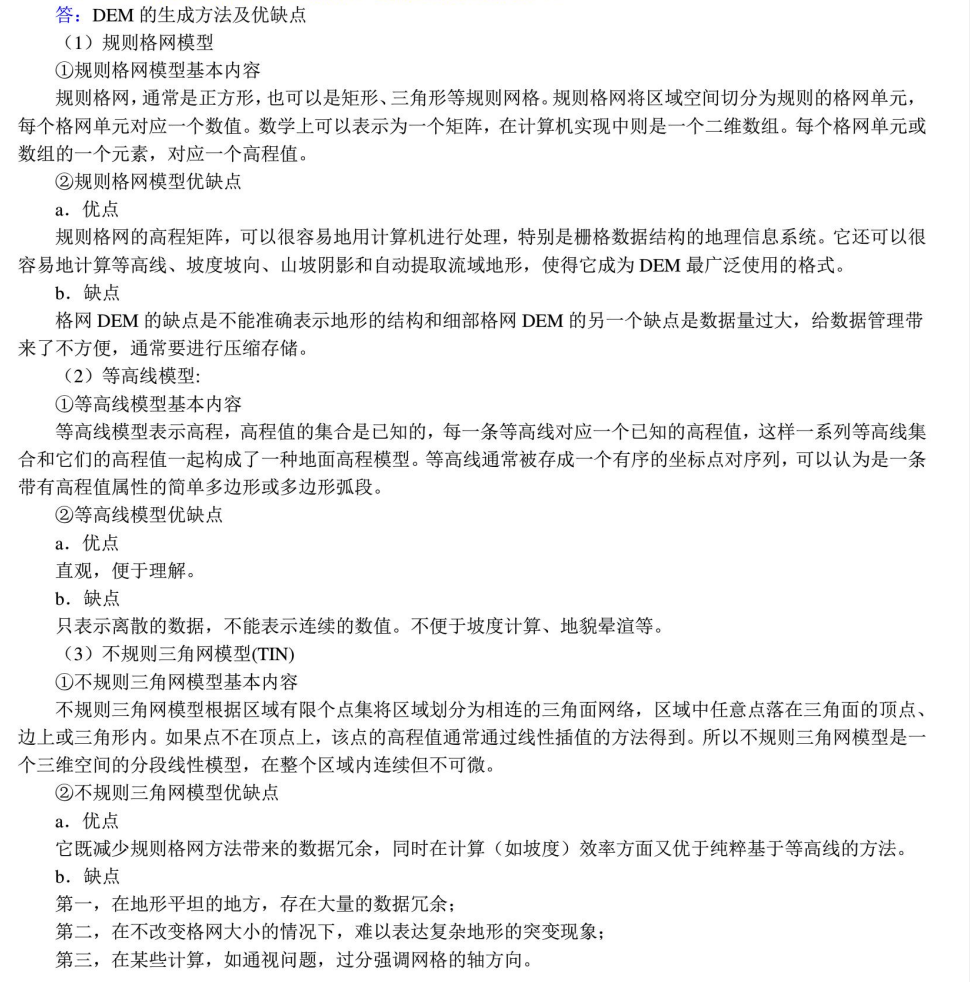 答：DEM 的生成方法及优缺点
（1）规则格网模型
①规则格网模型基本内容
规则格网，通常是正方形，也可以是矩形、三角形等规则网格。规则格网将区域空间切分为规则的格网单元，
每个格网单元对应一个数值。数学上可以表示为一个矩阵，在计算机实现中则是一个二维数组。每个格网单元或
数组的一个元素，对应一个高程值。
②规则格网模型优缺点
a．优点
规则格网的高程矩阵，可以很容易地用计算机进行处理，特别是栅格数据结构的地理信息系统。它还可以很
容易地计算等高线、坡度坡向、山坡阴影和自动提取流域地形，使得它成为 DEM 最广泛使用的格式。
b．缺点
格网 DEM 的缺点是不能准确表示地形的结构和细部格网 DEM 的另一个缺点是数据量过大，给数据管理带
来了不方便，通常要进行压缩存储。
（2）等高线模型:
①等高线模型基本内容
等高线模型表示高程，高程值的集合是已知的，每一条等高线对应一个已知的高程值，这样一系列等高线集
合和它们的高程值一起构成了一种地面高程模型。等高线通常被存成一个有序的坐标点对序列，可以认为是一条
带有高程值属性的简单多边形或多边形弧段。
②等高线模型优缺点
a．优点
直观，便于理解。
b．缺点
只表示离散的数据，不能表示连续的数值。不便于坡度计算、地貌晕渲等。
（3）不规则三角网模型(TIN)
①不规则三角网模型基本内容
不规则三角网模型根据区域有限个点集将区域划分为相连的三角面网络，区域中任意点落在三角面的顶点、
边上或三角形内。如果点不在顶点上，该点的高程值通常通过线性插值的方法得到。所以不规则三角网模型是一
个三维空间的分段线性模型，在整个区域内连续但不可微。
②不规则三角网模型优缺点
a．优点
它既减少规则格网方法带来的数据冗余，同时在计算（如坡度）效率方面又优于纯粹基于等高线的方法。
b．缺点
第一，在地形平坦的地方，存在大量的数据冗余；
第二，在不改变格网大小的情况下，难以表达复杂地形的突变现象；
第三，在某些计算，如通视问题，过分强调网格的轴方向。